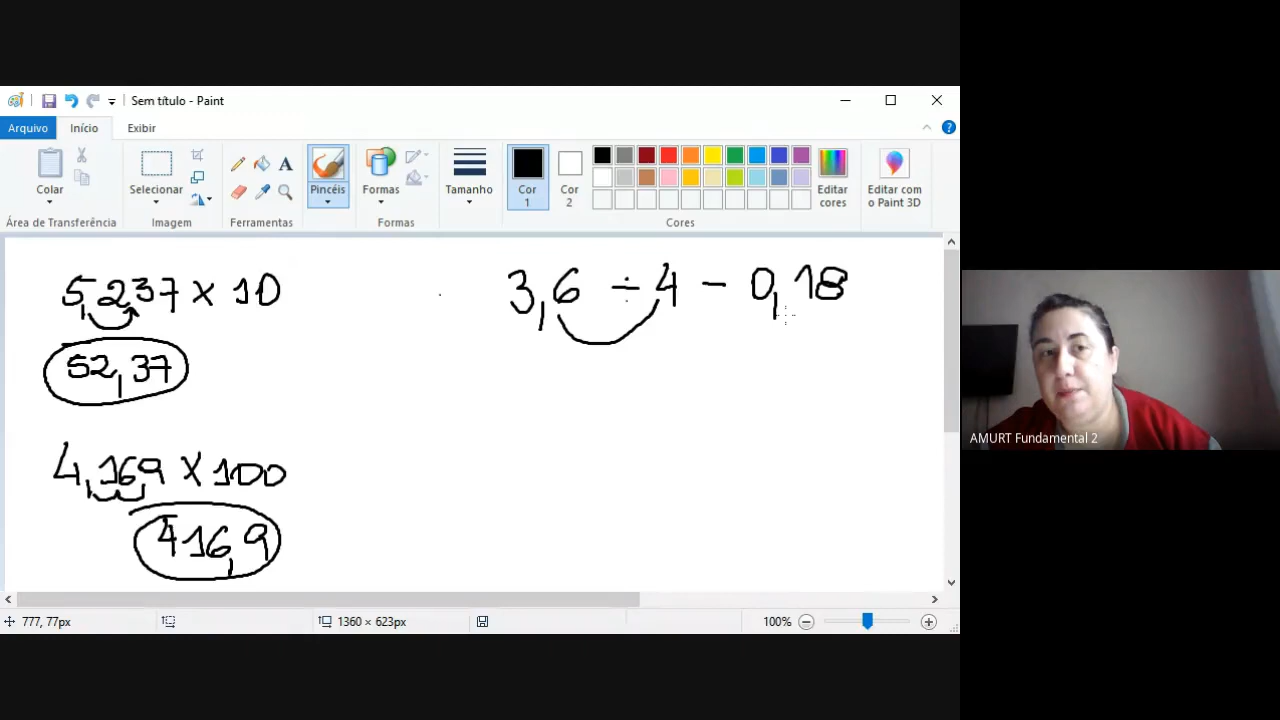 Sem título - Paint
Arquivo Início Exibir
Colar
Selecionar
Pincéis
Formas
Tamanho
Cor 1
Cor 2
Editar cores
Editar com o Paint 3D
Área de Transferência
Imagem
Ferramentas
Formas
Cores
5,237 x 10
52,37
4,169 x 100
416,9
3,6 ÷ 4 - 0,18
AMURT Fundamental 2
777, 77px
1360 × 623px
100%